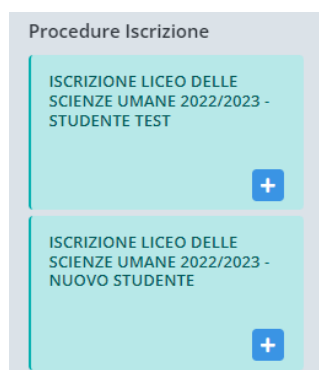 Procedure Iscrizione
ISCRIZIONE LICEO DELLE
SCIENZE UMANE 2022/2023 -
STUDENTE TEST
+
ISCRIZIONE LICEO DELLE
SCIENZE UMANE 2022/2023 -
NUOVO STUDENTE
+